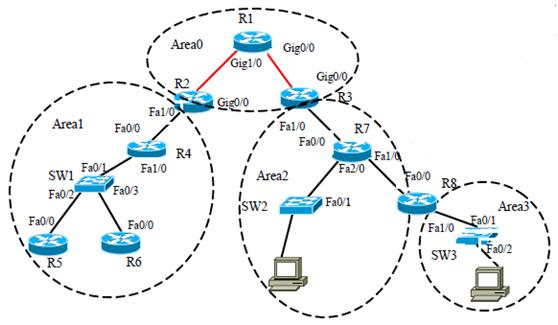 R1
Area0
Gig0/0
Gig1/0
R2
Gig0/0
Gig0/0
R3
Fa1/0
Fa0/0
Area1
Fa1/0
Fa0/0
R7
R4
Fa0/1
Fa1/0
SW1
Fa0/2
Fa0/3
Fa2/0
Fa1/0
Area2
Fa0/0
R8
SW2
Fa0/1
Area3
Fa0/0
Fa0/0
Fa1/0
Fa0/1
R5
R6
SW3
Fa0/2